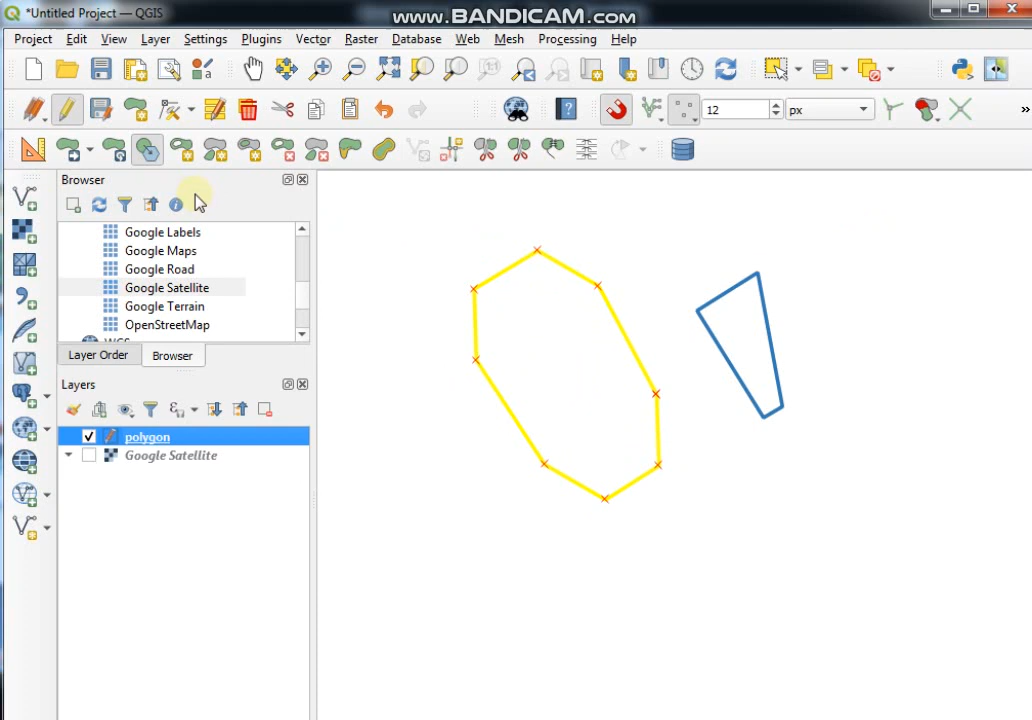 *Untitled Project — QGIS
www.BANDICAM.com
Project Edit View Layer Settings Plugins Vector Raster Database Web Mesh Processing Help
12 px
»
Browser
Google Labels
Google Maps
Google Road
Google Satellite
Google Terrain
OpenStreetMap
WCS
Layer Order Browser
Layers
polygon
Google Satellite